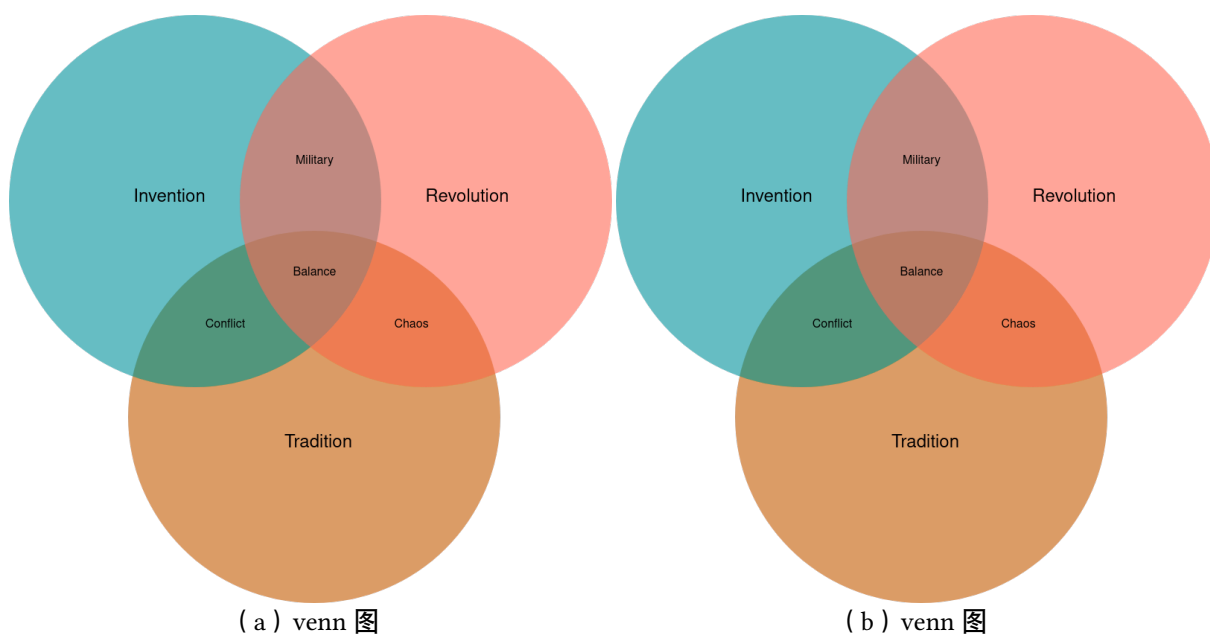 Military
Invention
Revolution
Balance
Conflict
Chaos
Tradition
( a ) venn 图
Military
Invention
Revolution
Balance
Conflict
Chaos
Tradition
( b ) venn 图